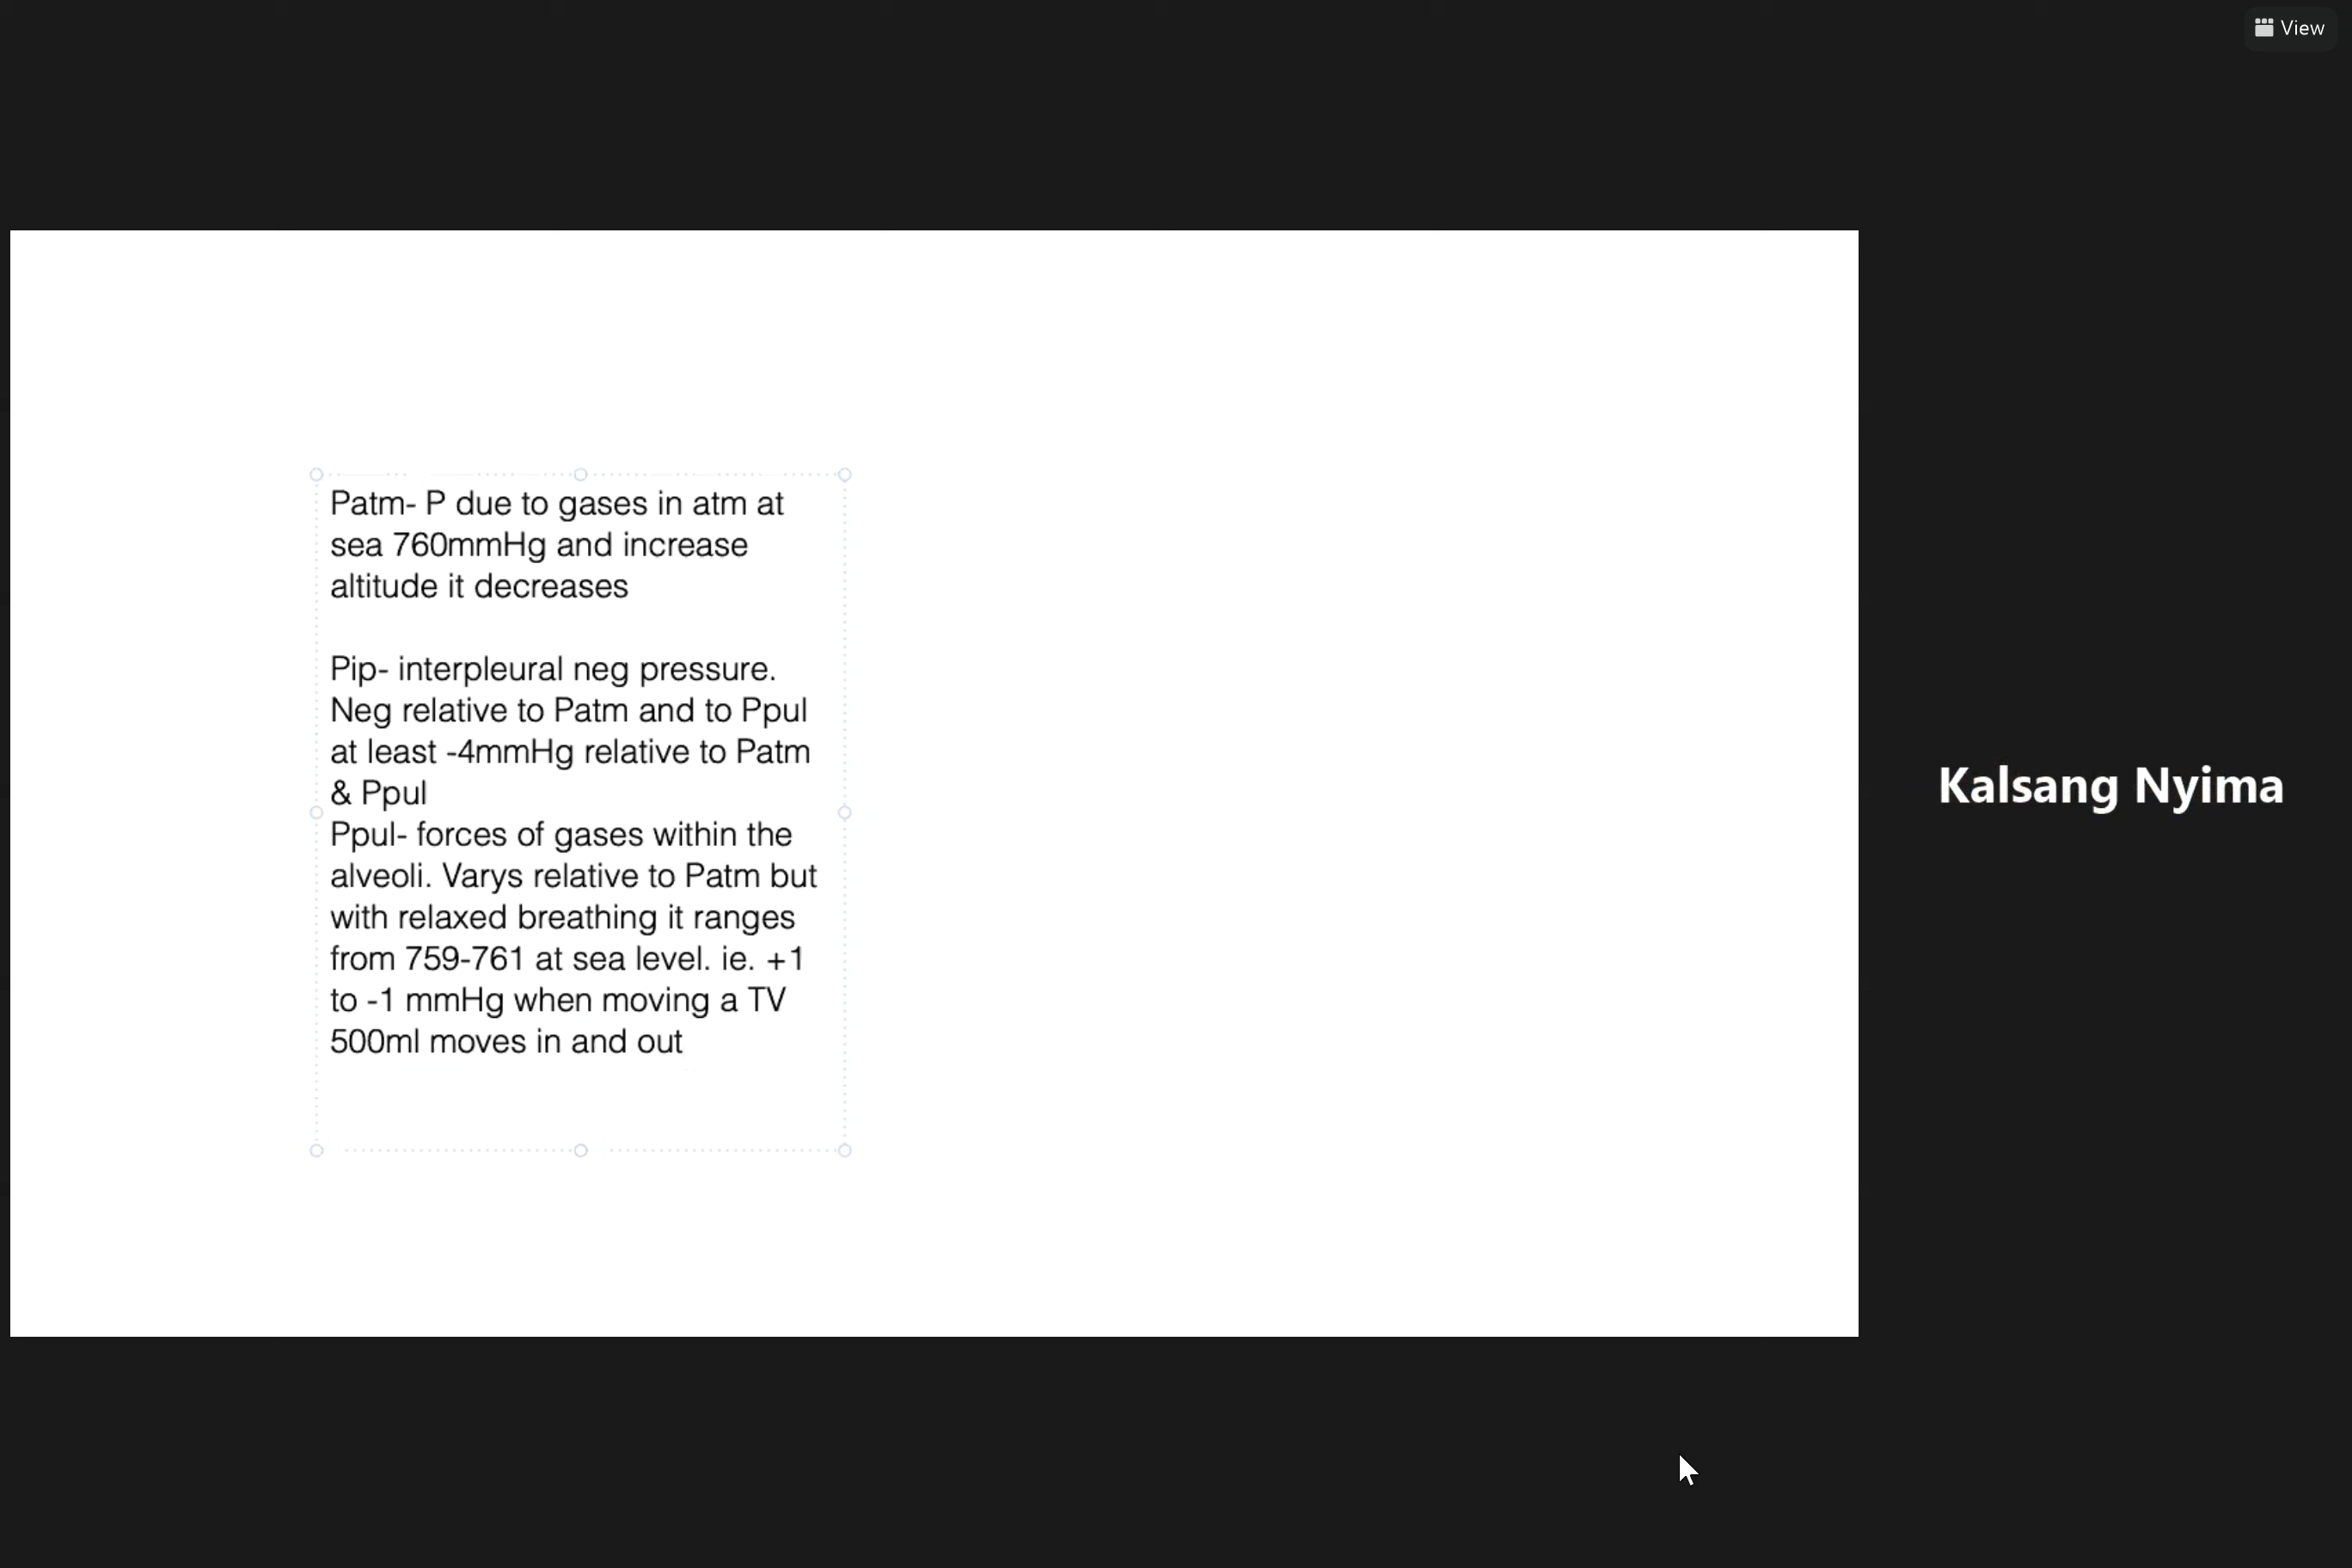 View
Patm- P due to gases in atm at
sea 760mmHg and increase
altitude it decreases
Pip- interpleural neg pressure.
Neg relative to Patm and to Ppul
at least -4mmHg relative to Patm
& Ppul
Ppul- forces of gases within the
alveoli. Varys relative to Patm but
with relaxed breathing it ranges
from 759-761 at sea level. ie. +1
to -1 mmHg when moving a TV
500ml moves in and out
Kalsang Nyima